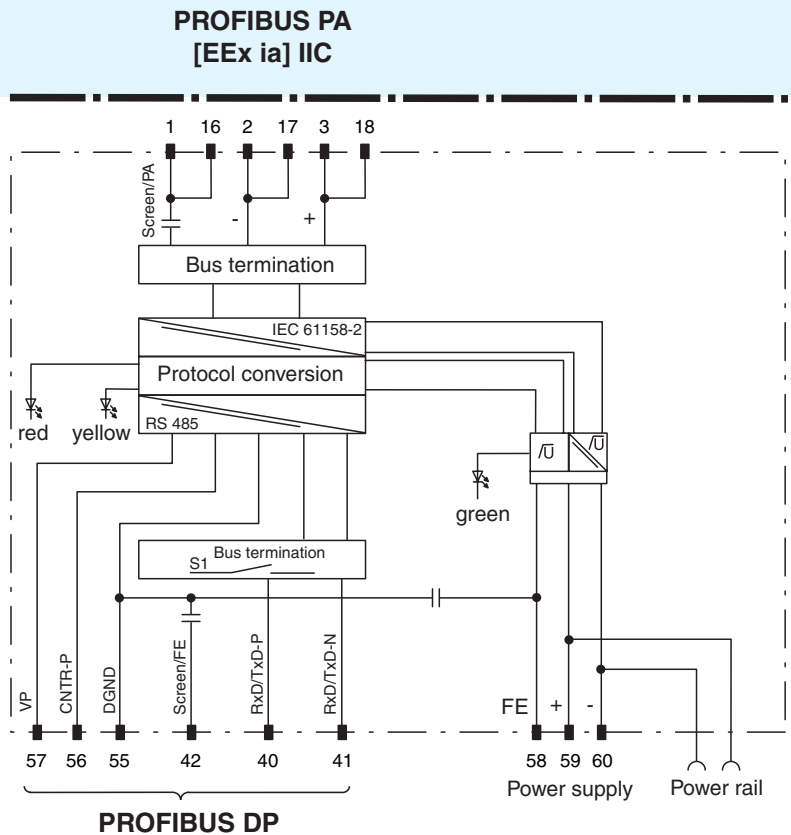 PROFIBUS PA
[EEx ia] IIC
1 16 2 17 3 18
Screen/PA
- +
Bus termination
IEC 61158-2
Protocol conversion
RS 485
red yellow
/U /U
green
Bus termination
S1
VP
CNTR-P
DGND
Screen/FE
RxD/TxD-P
RxD/TxD-N
FE + -
57 56 55 42 40 41 58 59 60
Power supply Power rail
PROFIBUS DP